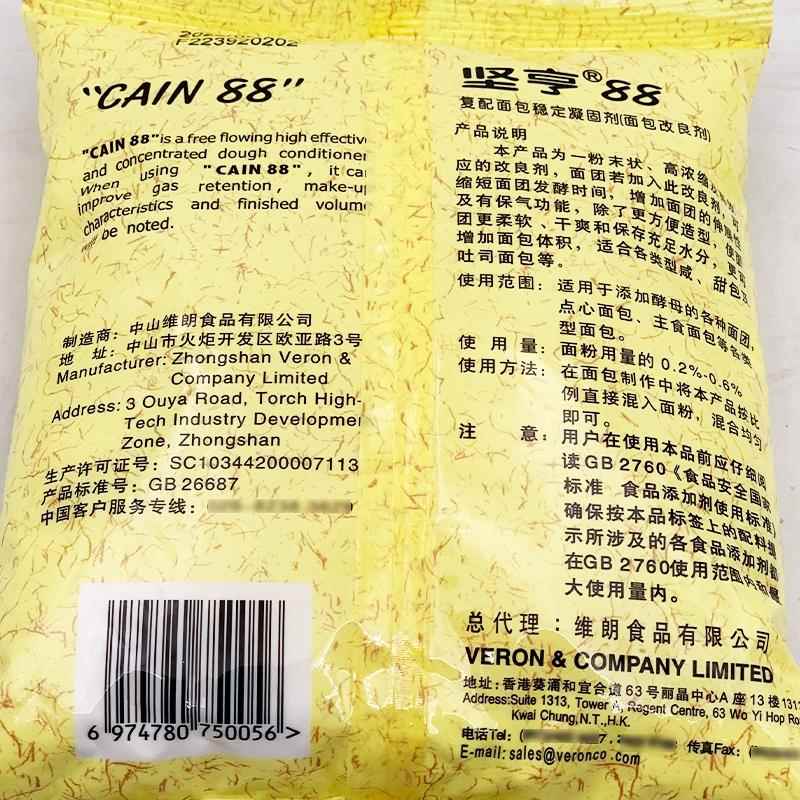 F223920202
"CAIN 88"
"CAIN 88" is a free flowing high effective
and concentrated dough conditioner
When using "CAIN 88", it can
improve gas retention, make-up
characteristics and finished volume
be noted.
制造商：中山维朗食品有限公司
地 址：中山市火炬开发区欧亚路3号
Manufacturer: Zhongshan Veron &
Company Limited
Address: 3 Ouya Road, Torch High-
Tech Industry Developme
Zone, Zhongshan
生产许可证号：SC10344200007113
产品标准号：GB 26687
中国客户服务专线：
6 974780 750056 >
坚亨® 88
复配面包稳定凝固剂(面包改良剂)
产品说明
本产品为一粉末状、高浓缩
应的改良剂，面团若加入此改良剂，可
缩短面团发酵时间，增加面团的伸展性
及有保气功能，除了更方便造型，使面
团更柔软、干爽和保存充足水分，更可
增加面包体积，适合各类型咸、甜包及
吐司面包等。
使用范围：适用于添加酵母的各种面团，
点心面包、主食面包等各类
型面包。
使 用 量：面粉用量的 0.2%-0.6%
使用方法：在面包制作中将本产品按比
例直接混入面粉，混合均匀
即可。
注 意：用户在使用本品前应仔细阅
读GB 2760《食品安全国家
标准 食品添加剂使用标准》
确保按本品标签上的配料提
示所涉及的各食品添加剂都
在GB 2760使用范围内和最
大使用量内。
总代理：维朗食品有限公司
VERON & COMPANY LIMITED
地址：香港葵涌和宜合道63号丽晶中心A座13楼1313
Address:Suite 1313, Tower A, Regent Centre, 63 Wo Yi Hop Ro
Kwai Chung,N.T.,H.K.
电话Tel: ( 传真Fax: (
E-mail: sales@veronco.com